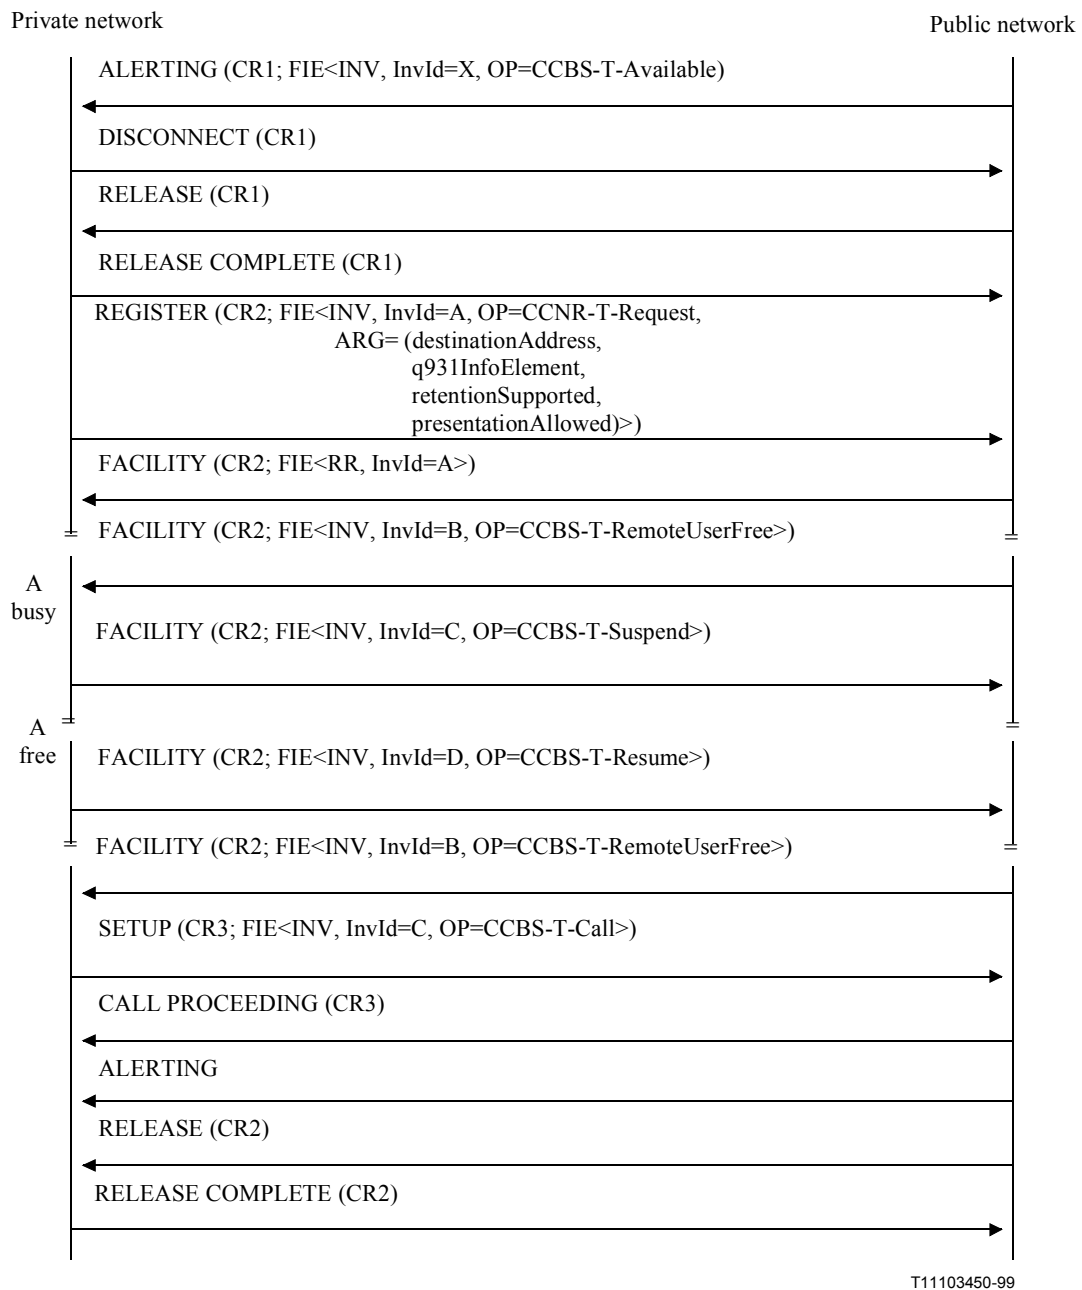 Private network
Public network
ALERTING (CR1; FIE<INV, InvId=X, OP=CCBS-T-Available)
DISCONNECT (CR1)
RELEASE (CR1)
RELEASE COMPLETE (CR1)
REGISTER (CR2; FIE<INV, InvId=A, OP=CCNR-T-Request,
ARG= (destinationAddress,
q931InfoElement,
retentionSupported,
presentationAllowed)>)
FACILITY (CR2; FIE<RR, InvId=A>)
FACILITY (CR2; FIE<INV, InvId=B, OP=CCBS-T-RemoteUserFree>)
A
busy
FACILITY (CR2; FIE<INV, InvId=C, OP=CCBS-T-Suspend>)
A
free
FACILITY (CR2; FIE<INV, InvId=D, OP=CCBS-T-Resume>)
FACILITY (CR2; FIE<INV, InvId=B, OP=CCBS-T-RemoteUserFree>)
SETUP (CR3; FIE<INV, InvId=C, OP=CCBS-T-Call>)
CALL PROCEEDING (CR3)
ALERTING
RELEASE (CR2)
RELEASE COMPLETE (CR2)
T11103450-99